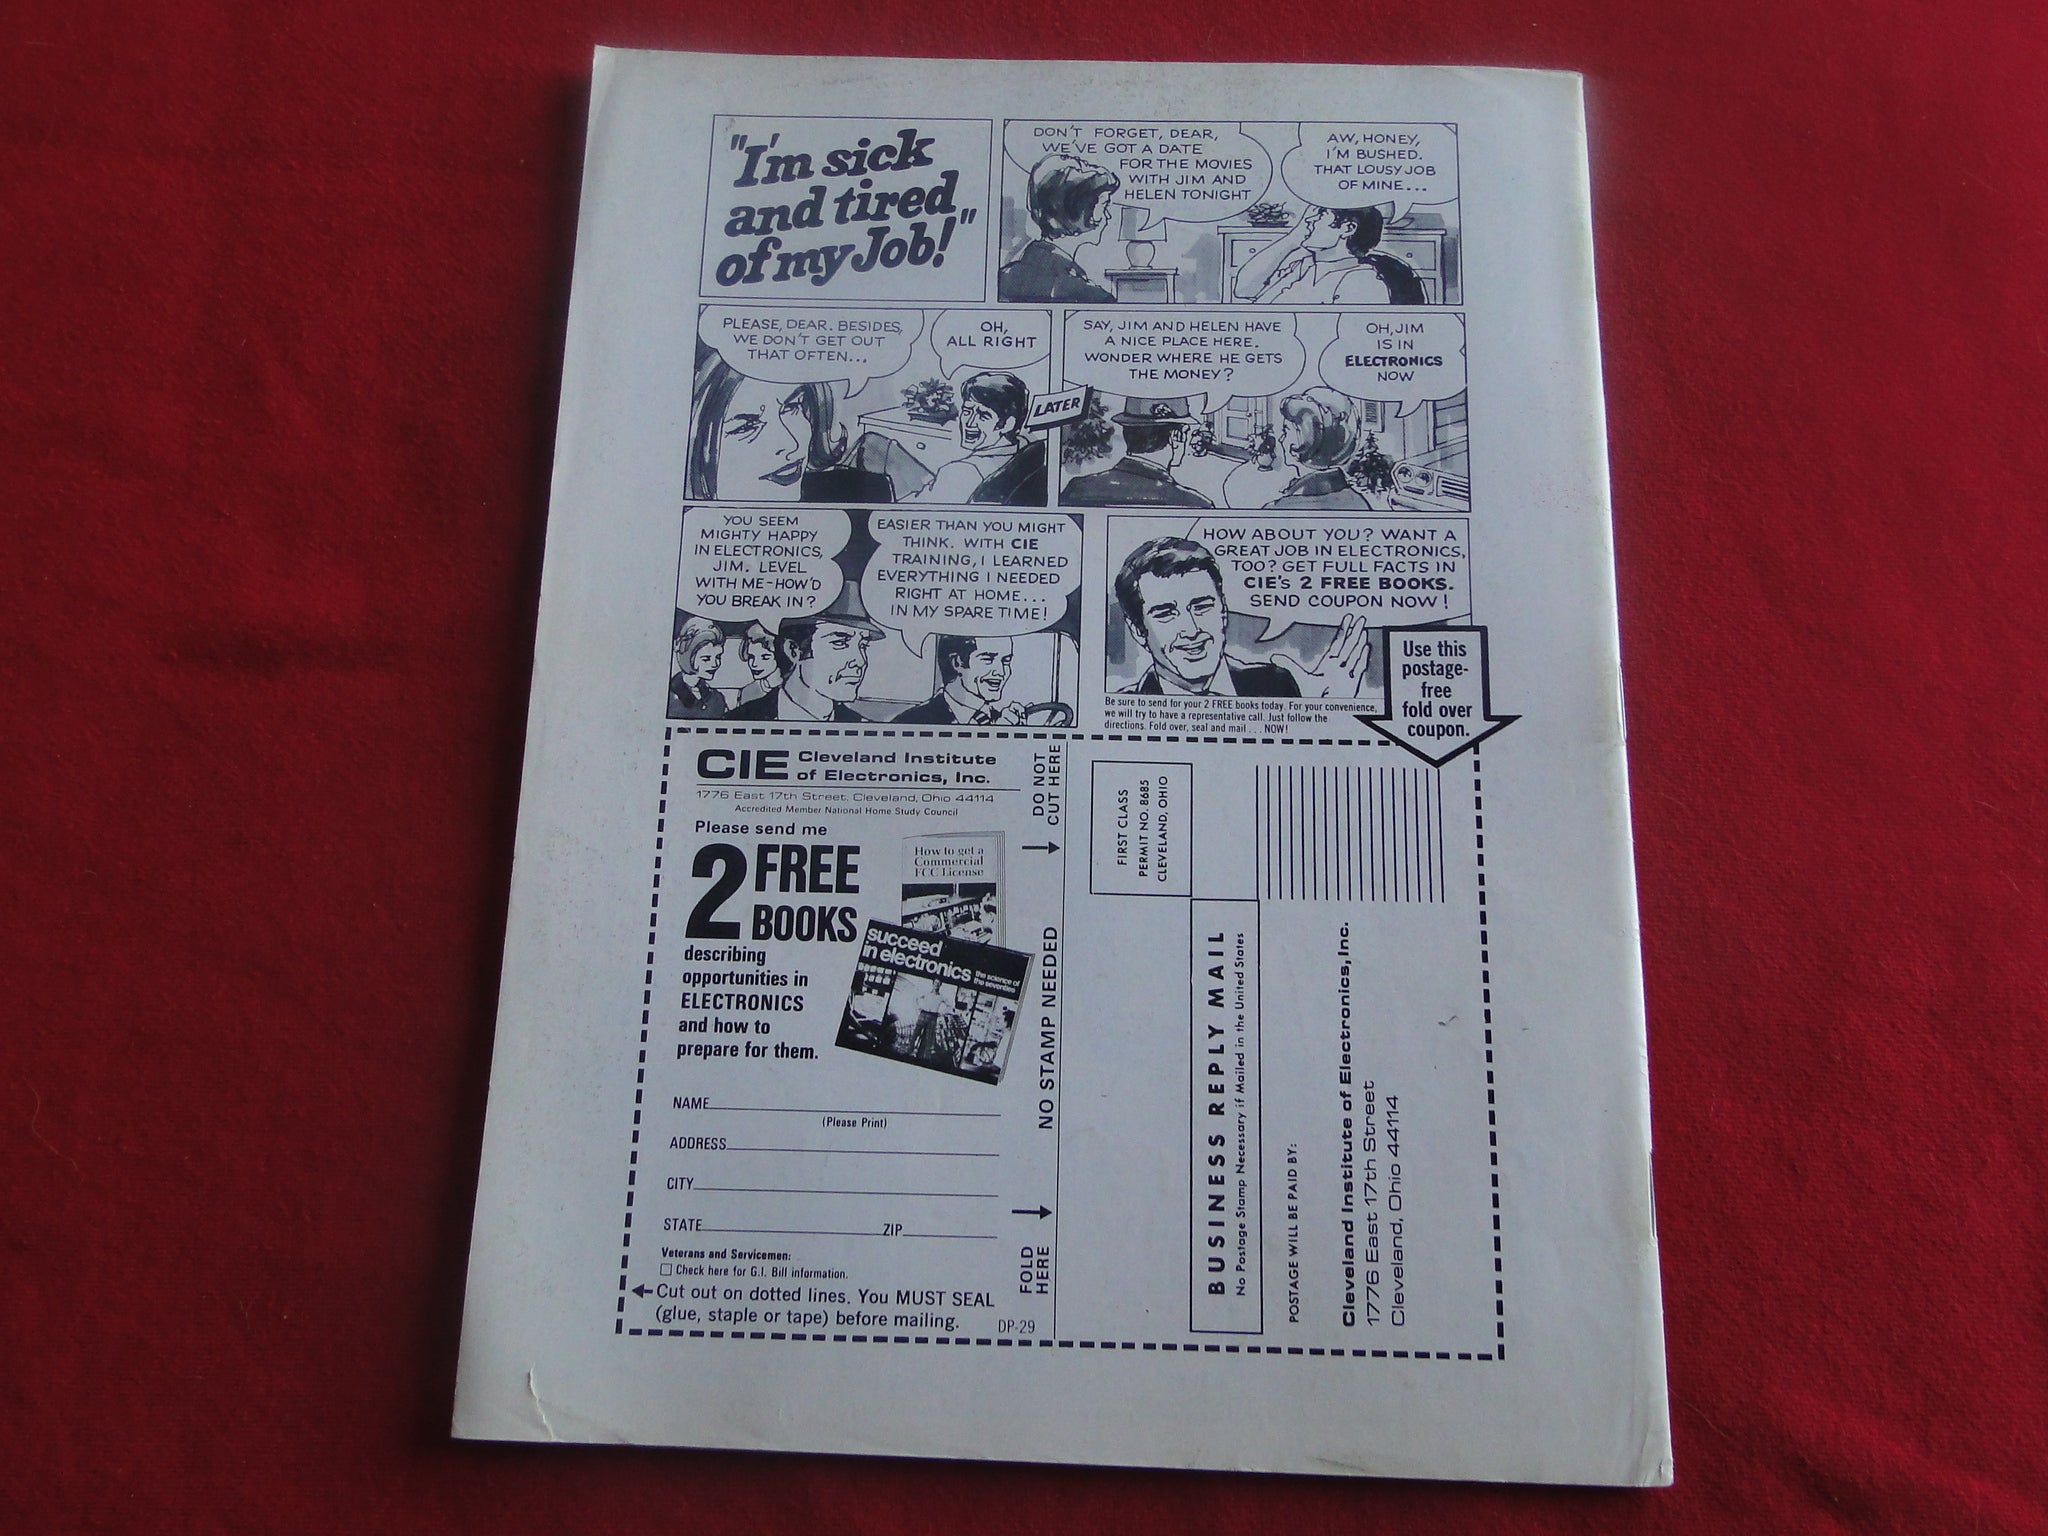 "I'm sick
and tired
of my Job!"
DON'T FORGET, DEAR,
WE'VE GOT A DATE
FOR THE MOVIES
WITH JIM AND
HELEN TONIGHT
AW, HONEY,
I'M BUSHED.
THAT LOUSY JOB
OF MINE...
PLEASE, DEAR. BESIDES,
WE DON'T GET OUT
THAT OFTEN...
OH,
ALL RIGHT
LATER
SAY, JIM AND HELEN HAVE
A NICE PLACE HERE.
WONDER WHERE HE GETS
THE MONEY?
OH, JIM
IS IN
ELECTRONICS
NOW
YOU SEEM
MIGHTY HAPPY
IN ELECTRONICS,
JIM. LEVEL
WITH ME-HOW'D
YOU BREAK IN?
EASIER THAN YOU MIGHT
THINK. WITH CIE
TRAINING, I LEARNED
EVERYTHING I NEEDED
RIGHT AT HOME...
IN MY SPARE TIME!
HOW ABOUT YOU? WANT A
GREAT JOB IN ELECTRONICS,
TOO? GET FULL FACTS IN
CIE's 2 FREE BOOKS.
SEND COUPON NOW!
Be sure to send for your 2 FREE books today. For your convenience,
we will try to have a representative call. Just follow the
directions. Fold over, seal and mail . . . NOW!
Use this
postage-
free
fold over
coupon.
CIE Cleveland Institute
of Electronics, Inc.
1776 East 17th Street, Cleveland, Ohio 44114
Accredited Member National Home Study Council
Please send me
2 FREE
BOOKS
describing
opportunities in
ELECTRONICS
and how to
prepare for them.
How to get a
Commercial
FCC License
succeed
in electronics
the science of
the seventies
NAME
(Please Print)
ADDRESS
CITY
STATE ZIP
Veterans and Servicemen:
Check here for G.I. Bill information.
Cut out on dotted lines. You MUST SEAL
(glue, staple or tape) before mailing.
DP-29
DO NOT
CUT HERE
NO STAMP NEEDED
FOLD
HERE
FIRST CLASS
PERMIT NO. 8685
CLEVELAND, OHIO
BUSINESS REPLY MAIL
No Postage Stamp Necessary if Mailed in the United States
POSTAGE WILL BE PAID BY:
Cleveland Institute of Electronics, Inc.
1776 East 17th Street
Cleveland, Ohio 44114